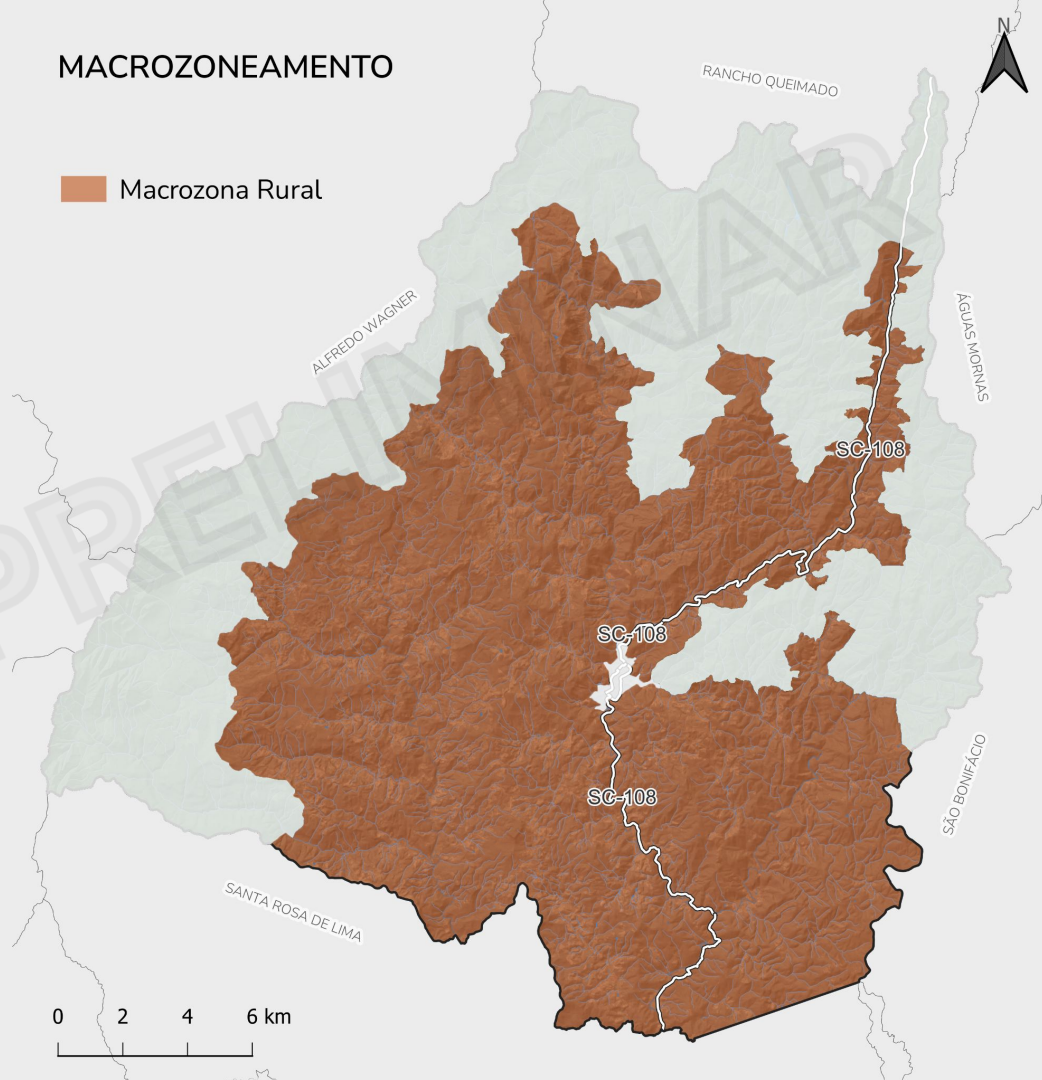 MACROZONEAMENTO
N
RANCHO QUEIMADO
Macrozona Rural
ALFREDO WAGNER
ÁGUAS MORNAS
PRELIMINAR
SC-108
SC-108
SC-108
SÃO BONIFÁCIO
SANTA ROSA DE LIMA
0 2 4 6 km